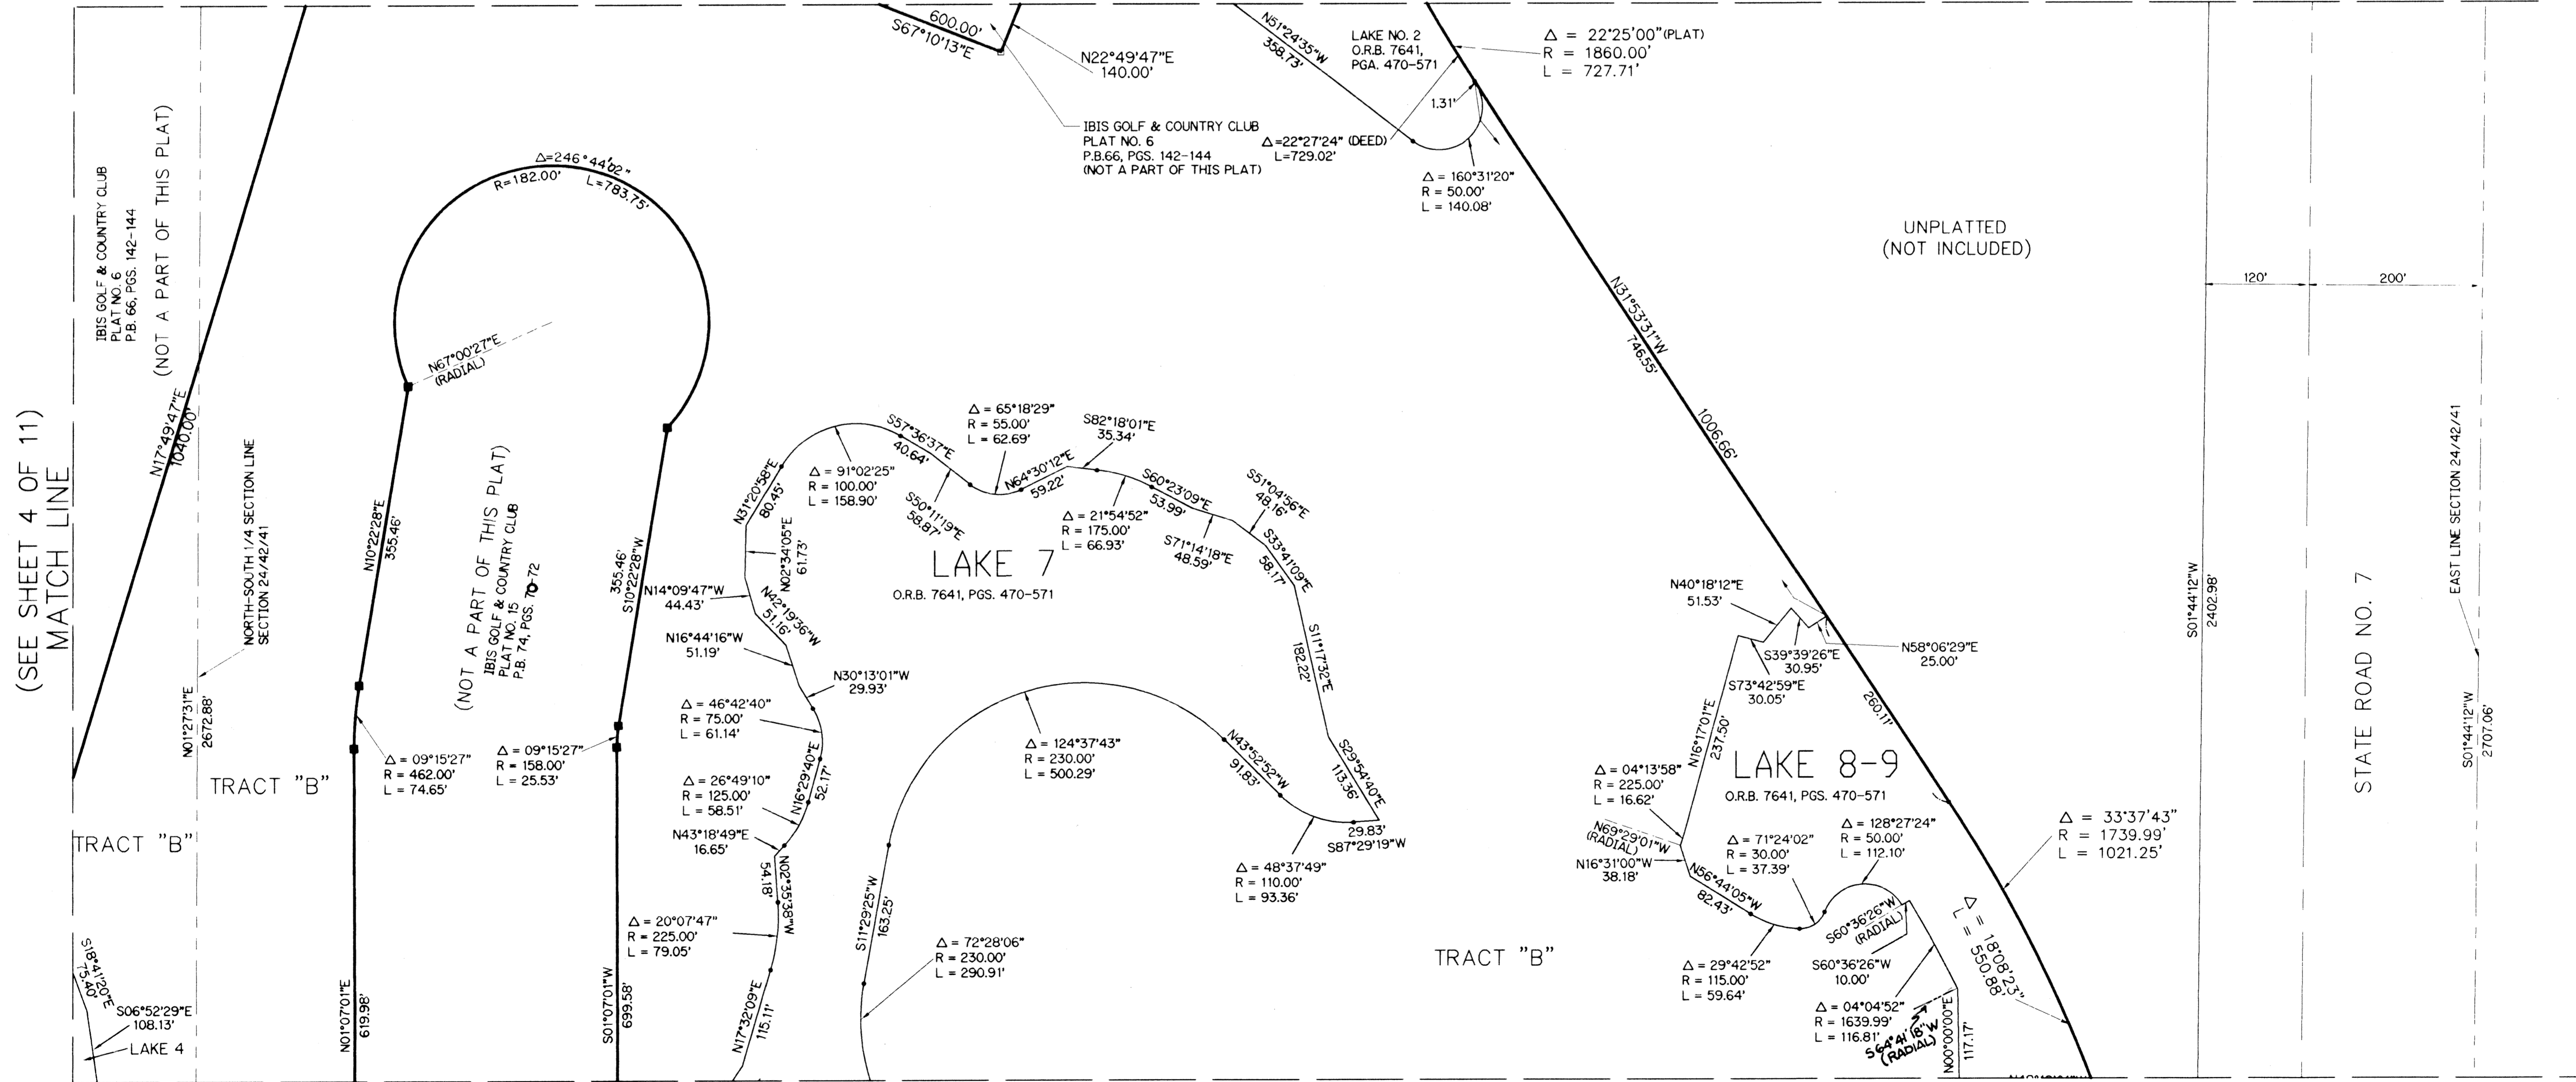 (SEE SHEET 4 OF 11)
MATCH LINE
IBIS GOLF & COUNTRY CLUB
PLAT NO. 6
P.B. 66, PGS. 142-144
(NOT A PART OF THIS PLAT)
N17°49'47"E
1040.00'
NORTH-SOUTH 1/4 SECTION LINE
SECTION 24/42/41
N01°27'31"E
2672.88'
TRACT "B"
TRACT "B"
S18°41'20"E
75.40'
S06°52'29"E
108.13'
LAKE 4
Δ=246°44'02"
R=182.00'
L=783.75'
N67°00'27"E
(RADIAL)
N10°22'28"E
355.46'
(NOT A PART OF THIS PLAT)
IBIS GOLF & COUNTRY CLUB
PLAT NO. 15
P.B. 74, PGS. 70-72
355.46'
S10°22'28"W
Δ = 09°15'27"
R = 462.00'
L = 74.65'
Δ = 09°15'27"
R = 158.00'
L = 25.53'
N01°07'01"E
619.98'
S01°07'01"W
699.58'
600.00'
S67°10'13"E
N22°49'47"E
140.00'
IBIS GOLF & COUNTRY CLUB
PLAT NO. 6
P.B.66, PGS. 142-144
(NOT A PART OF THIS PLAT)
N51°24'35"W
358.73'
LAKE NO. 2
O.R.B. 7641,
PGA. 470-571
Δ = 22°25'00"(PLAT)
R = 1860.00'
L = 727.71'
1.31'
Δ=22°27'24" (DEED)
L=729.02'
Δ = 160°31'20"
R = 50.00'
L = 140.08'
UNPLATTED
(NOT INCLUDED)
120'
200'
N31°53'31"W
746.55'
1006.66'
260.11'
N31°20'58"E
80.45'
Δ = 91°02'25"
R = 100.00'
L = 158.90'
S57°36'37"E
40.64'
S50°11'19"E
58.87'
Δ = 65°18'29"
R = 55.00'
L = 62.69'
N64°30'12"E
59.22'
S82°18'01"E
35.34'
Δ = 21°54'52"
R = 175.00'
L = 66.93'
S60°23'09"E
53.99'
S71°14'18"E
48.59'
S51°04'56"E
48.16'
S33°41'09"E
58.17'
S11°17'32"E
182.22'
S29°54'40"E
113.36'
29.83'
S87°29'19"W
LAKE 7
O.R.B. 7641, PGS. 470-571
N02°34'05"E
61.73'
N14°09'47"W
44.43'
N42°19'36"W
51.16'
N16°44'16"W
51.19'
N30°13'01"W
29.93'
Δ = 46°42'40"
R = 75.00'
L = 61.14'
N16°29'40"E
52.17'
Δ = 26°49'10"
R = 125.00'
L = 58.51'
N43°18'49"E
16.65'
54.18'
N02°35'38"W
Δ = 20°07'47"
R = 225.00'
L = 79.05'
N17°32'09"E
115.11'
Δ = 124°37'43"
R = 230.00'
L = 500.29'
N43°52'52"W
91.83'
Δ = 48°37'49"
R = 110.00'
L = 93.36'
S11°29'25"W
163.25'
Δ = 72°28'06"
R = 230.00'
L = 290.91'
TRACT "B"
N40°18'12"E
51.53'
S39°39'26"E
30.95'
N58°06'29"E
25.00'
S73°42'59"E
30.05'
N16°17'01"E
237.50'
LAKE 8-9
O.R.B. 7641, PGS. 470-571
Δ = 04°13'58"
R = 225.00'
L = 16.62'
N69°29'01"W
(RADIAL)
N16°31'00"W
38.18'
N56°44'05"W
82.43'
Δ = 71°24'02"
R = 30.00'
L = 37.39'
Δ = 128°27'24"
R = 50.00'
L = 112.10'
S60°36'26"W
(RADIAL)
S60°36'26"W
10.00'
Δ = 29°42'52"
R = 115.00'
L = 59.64'
Δ = 04°04'52"
R = 1639.99'
L = 116.81'
S64°41'18"W
(RADIAL)
N00°00'00"E
117.17'
Δ = 18°08'23"
L = 550.88'
Δ = 33°37'43"
R = 1739.99'
L = 1021.25'
S01°44'12"W
2402.98'
STATE ROAD NO. 7
EAST LINE SECTION 24/42/41
S01°44'12"W
2707.06'